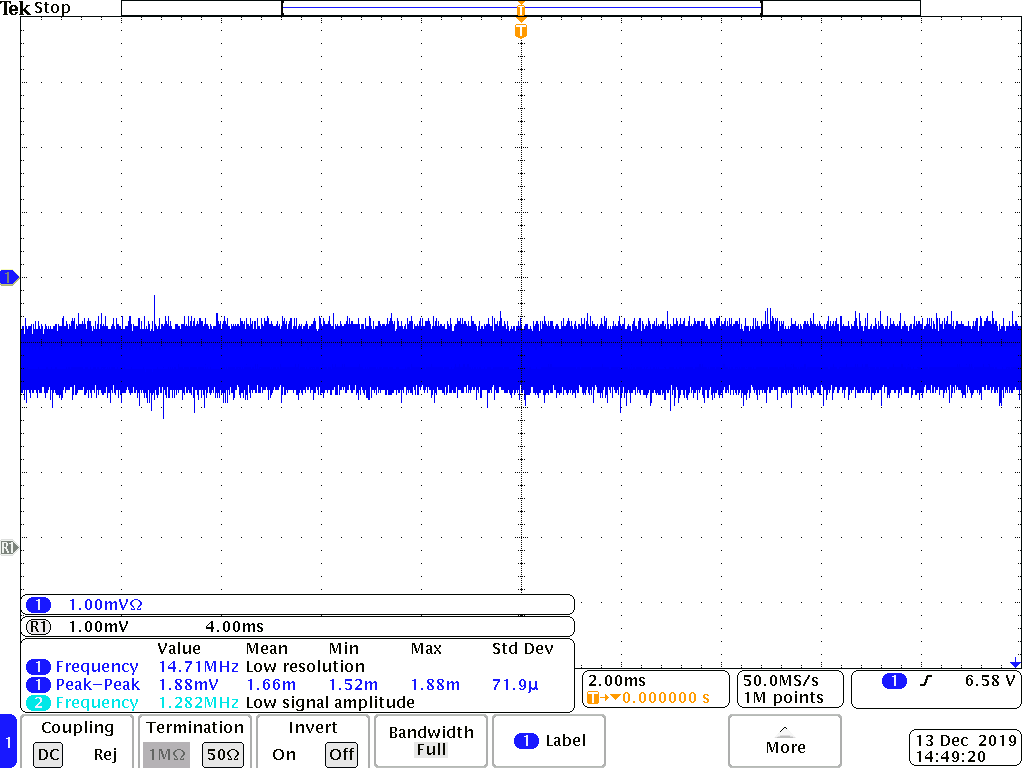 Tek Stop
T
T
1
R1
1 1.00mVΩ
R1 1.00mV 4.00ms
Value Mean Min Max Std Dev
1 Frequency 14.71MHz Low resolution
1 Peak-Peak 1.88mV 1.66m 1.52m 1.88m 71.9µ
2 Frequency 1.282MHz Low signal amplitude
2.00ms
T→▼0.000000 s
50.0MS/s
1M points
1 ƒ 6.58 V
1
Coupling
DC Rej
Termination
1MΩ 50Ω
Invert
On Off
Bandwidth
Full
1 Label
More
13 Dec 2019
14:49:20